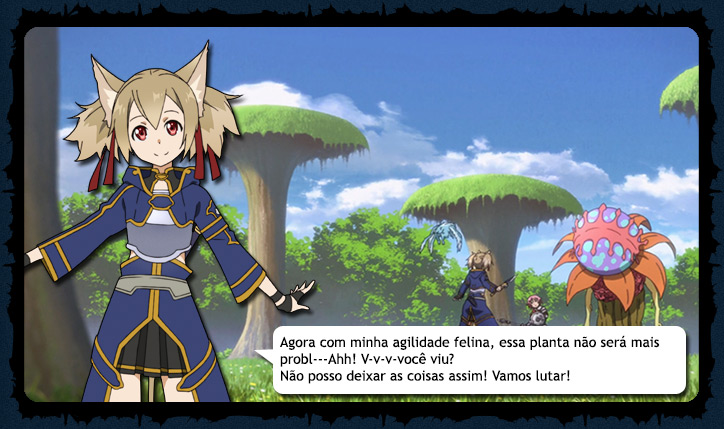 Agora com minha agilidade felina, essa planta não será mais
probl---Ahh! V-v-v-você viu?
Não posso deixar as coisas assim! Vamos lutar!